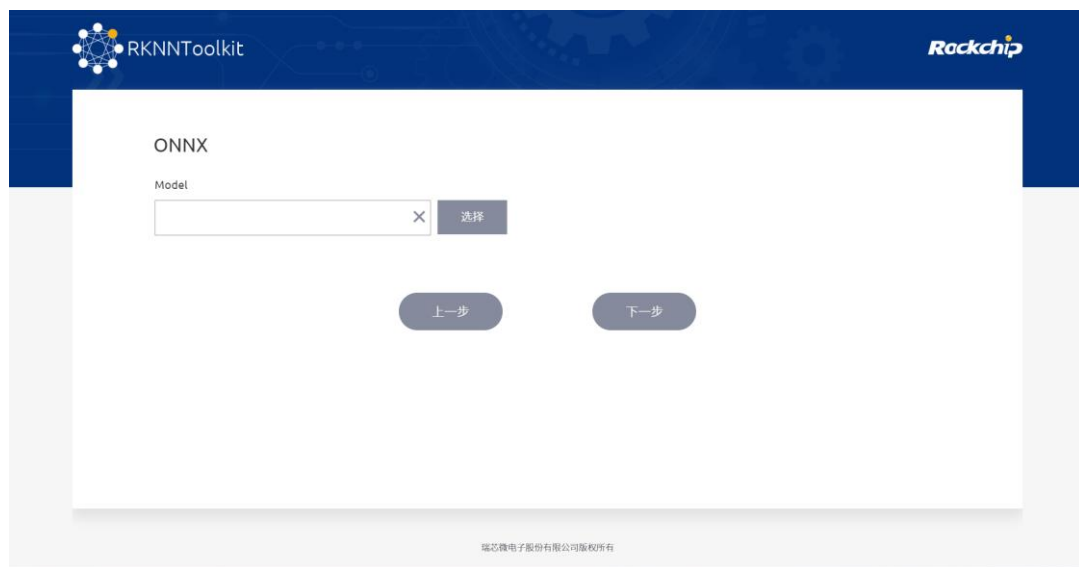 RKNNToolkit
Rockchip
ONNX
Model
选择
上一步
下一步
瑞芯微电子股份有限公司版权所有